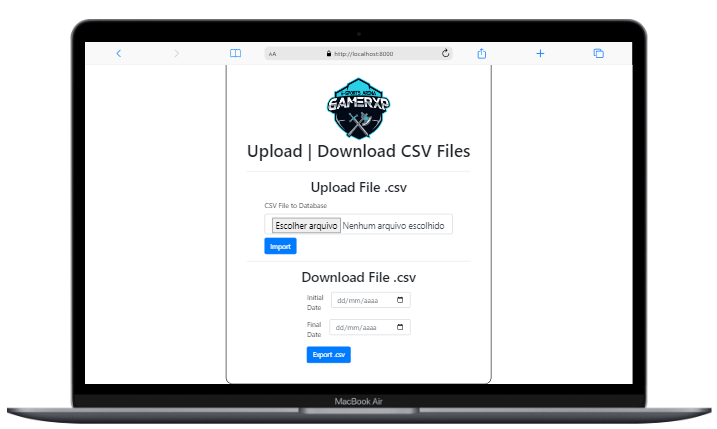 AA http://localhost:8000
E-SPORTS ARENA
GAMERXP
Upload | Download CSV Files
Upload File .csv
CSV File to Database
Escolher arquivo Nenhum arquivo escolhido
Import
Download File .csv
Initial
Date
dd/mm/aaaa
Final
Date
dd/mm/aaaa
Export .csv
MacBook Air